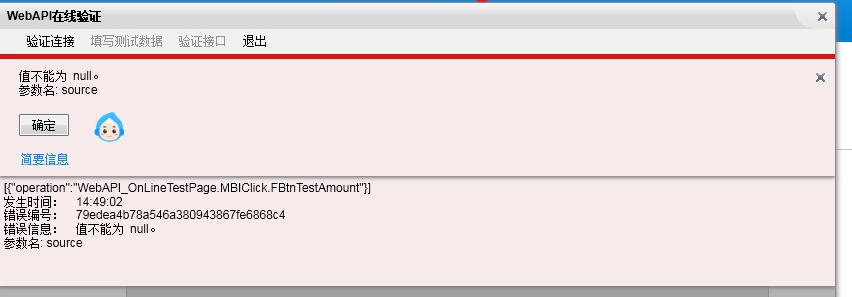 WebAPI在线验证
验证连接 填写测试数据 验证接口 退出
值不能为 null。
参数名: source
确定
简要信息
[{"operation":"WebAPI_OnLineTestPage.MBIClick.FBtnTestAmount"}]
发生时间： 14:49:02
错误编号： 79edea4b78a546a380943867fe6868c4
错误信息： 值不能为 null。
参数名: source